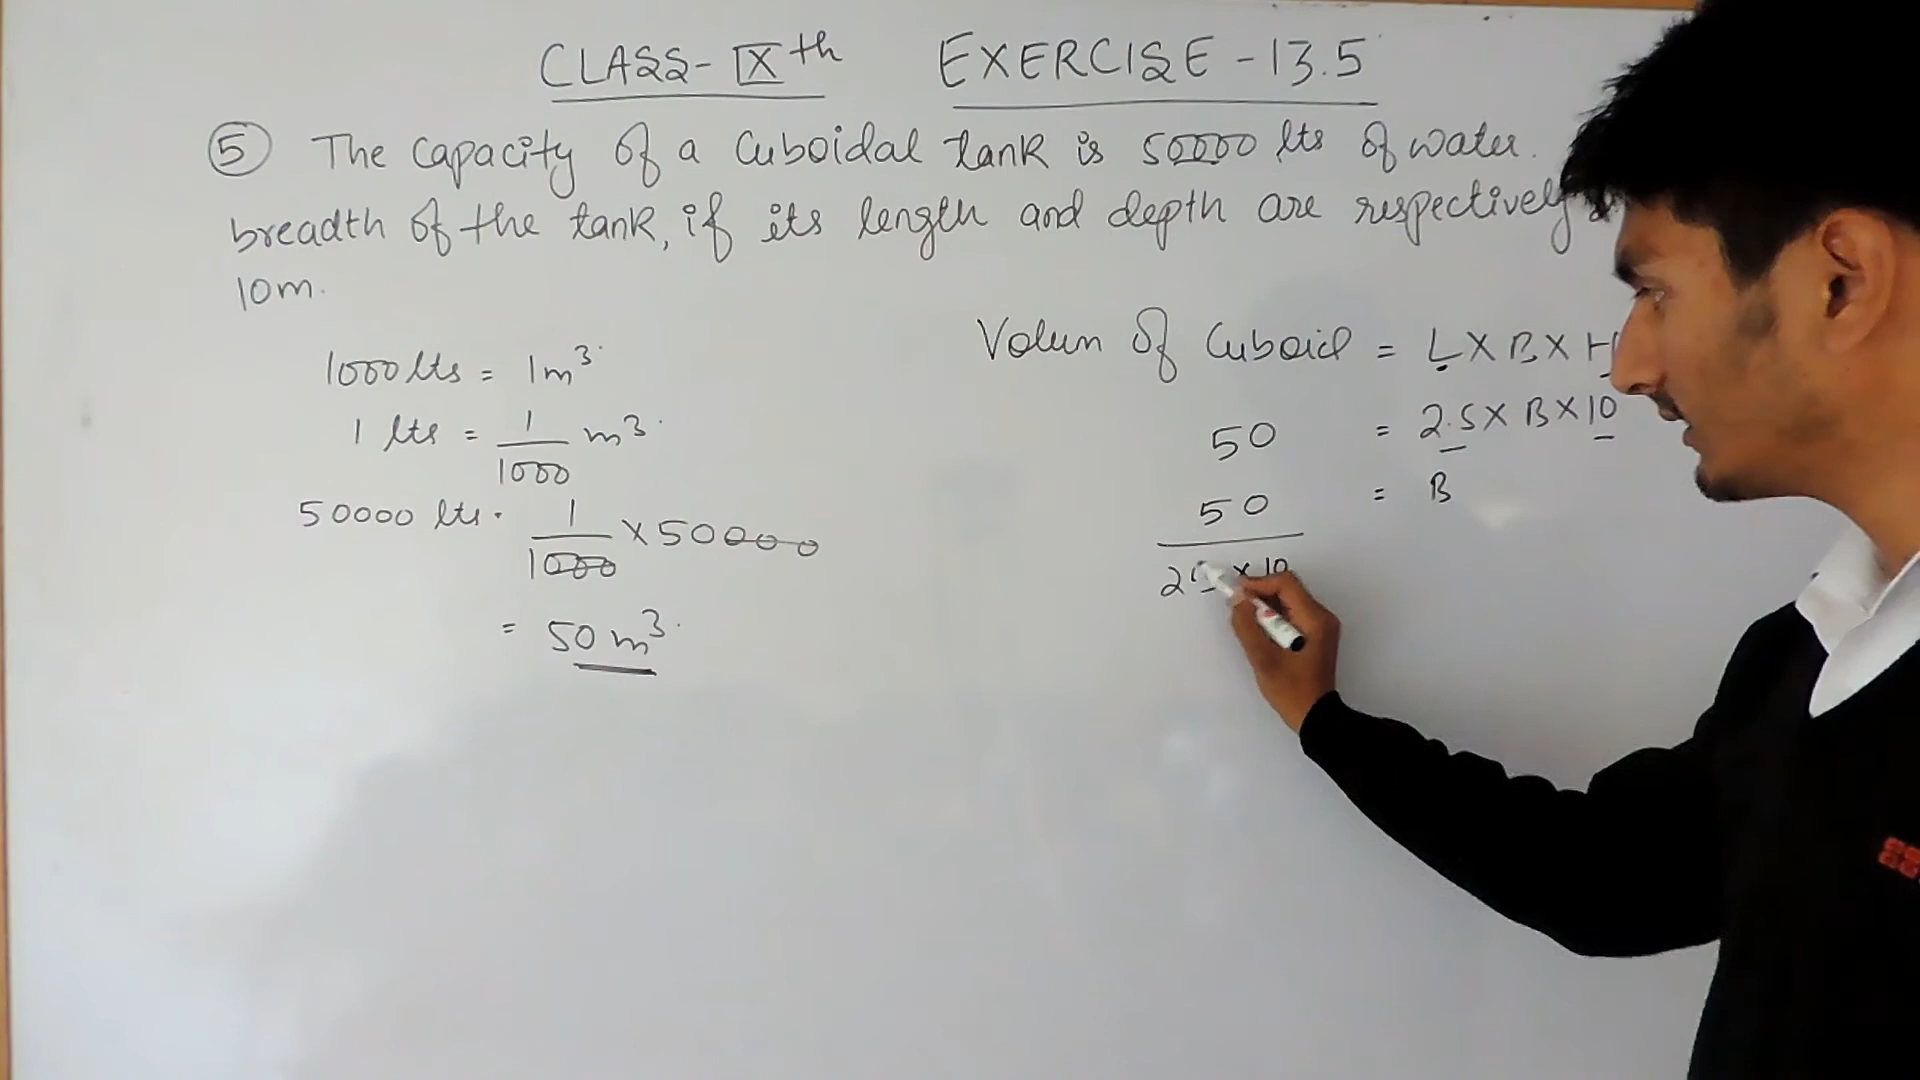 CLASS-IXth EXERCISE-13.5
5 The capacity of a Cuboidal tank is 50000 lts of water.
breadth of the tank, if its length and depth are respectively
10m.
1000 lts = 1m³
1 lts = 1/1000 m³
50000 lts. 1/1000 × 50000
= 50 m³
Volum of Cuboid = L × B × H
50 = 2.5 × B × 10
50 = B
2 × 10